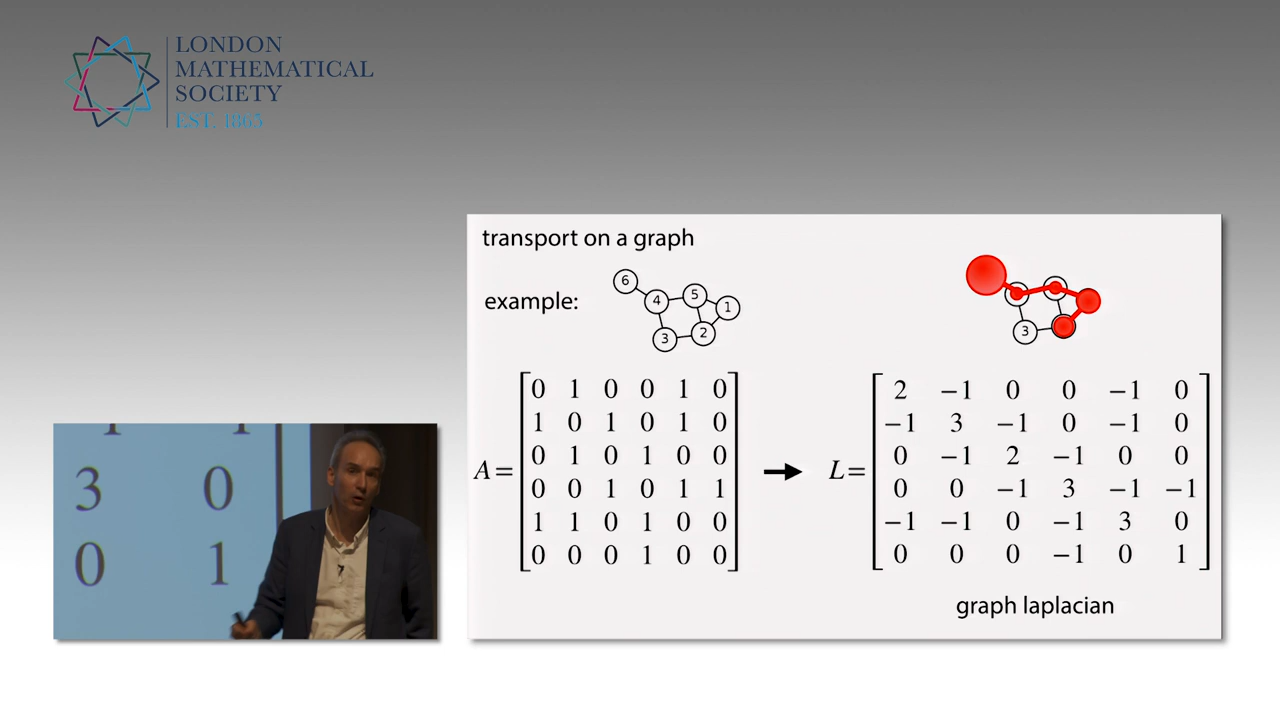 LONDON
MATHEMATICAL
SOCIETY
EST. 1865
transport on a graph
example:
6
4 5 1
3 2
3
A =
0 1 0 0 1 0
1 0 1 0 1 0
0 1 0 1 0 0
0 0 1 0 1 1
1 1 0 1 0 0
0 0 0 1 0 0
L =
2 −1 0 0 −1 0
−1 3 −1 0 −1 0
0 −1 2 −1 0 0
0 0 −1 3 −1 −1
−1 −1 0 −1 3 0
0 0 0 −1 0 1
graph laplacian
3 0
0 1